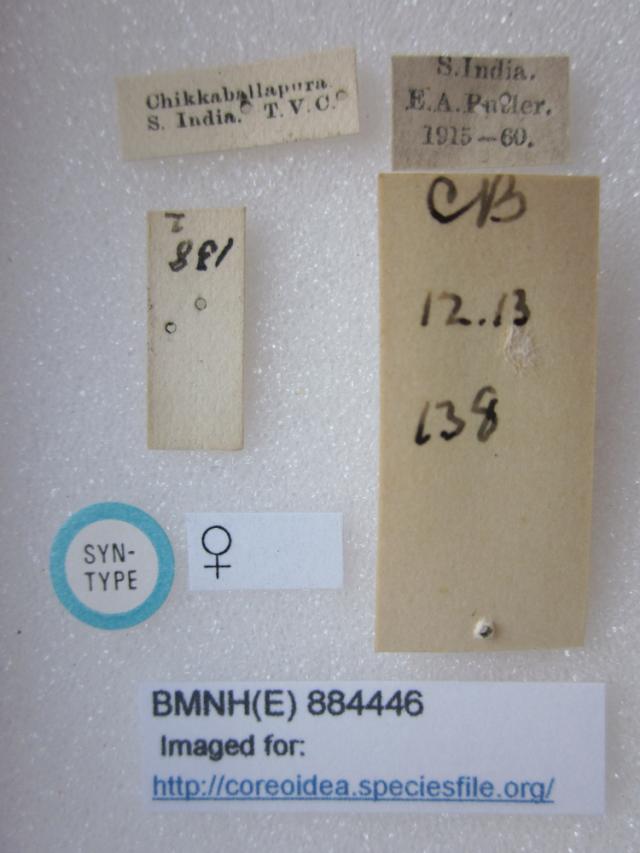 Chikkaballapura
S. India. T.V.C.
S. India.
E.A. Butler.
1915—60.
138
CB
12.13
138
SYN-
TYPE
♀
BMNH(E) 884446
Imaged for:
http://coreoidea.speciesfile.org/